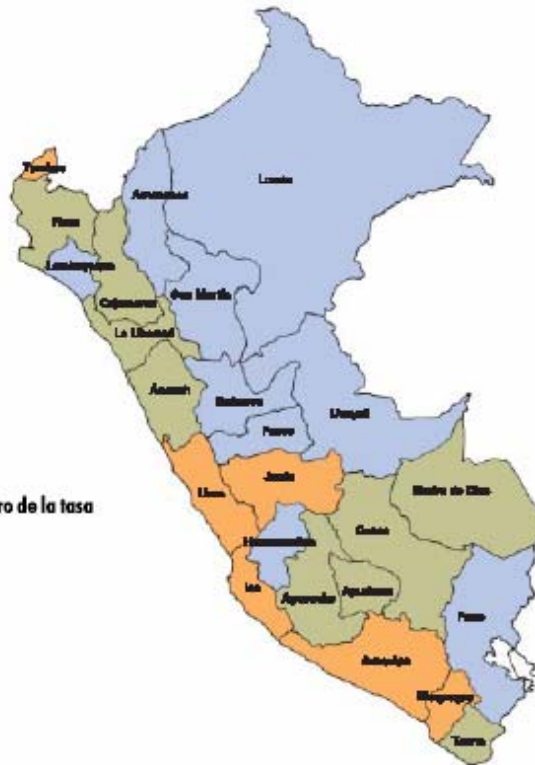 Tumbes
Piura
Lambayeque
Amazonas
Loreto
Cajamarca
San Martín
La Libertad
Ancash
Huánuco
Ucayali
Pasco
Lima
Junín
Madre de Dios
ro de la tasa
Huancavelica
Cusco
Ica
Ayacucho
Apurímac
Puno
Arequipa
Moquegua
Tacna